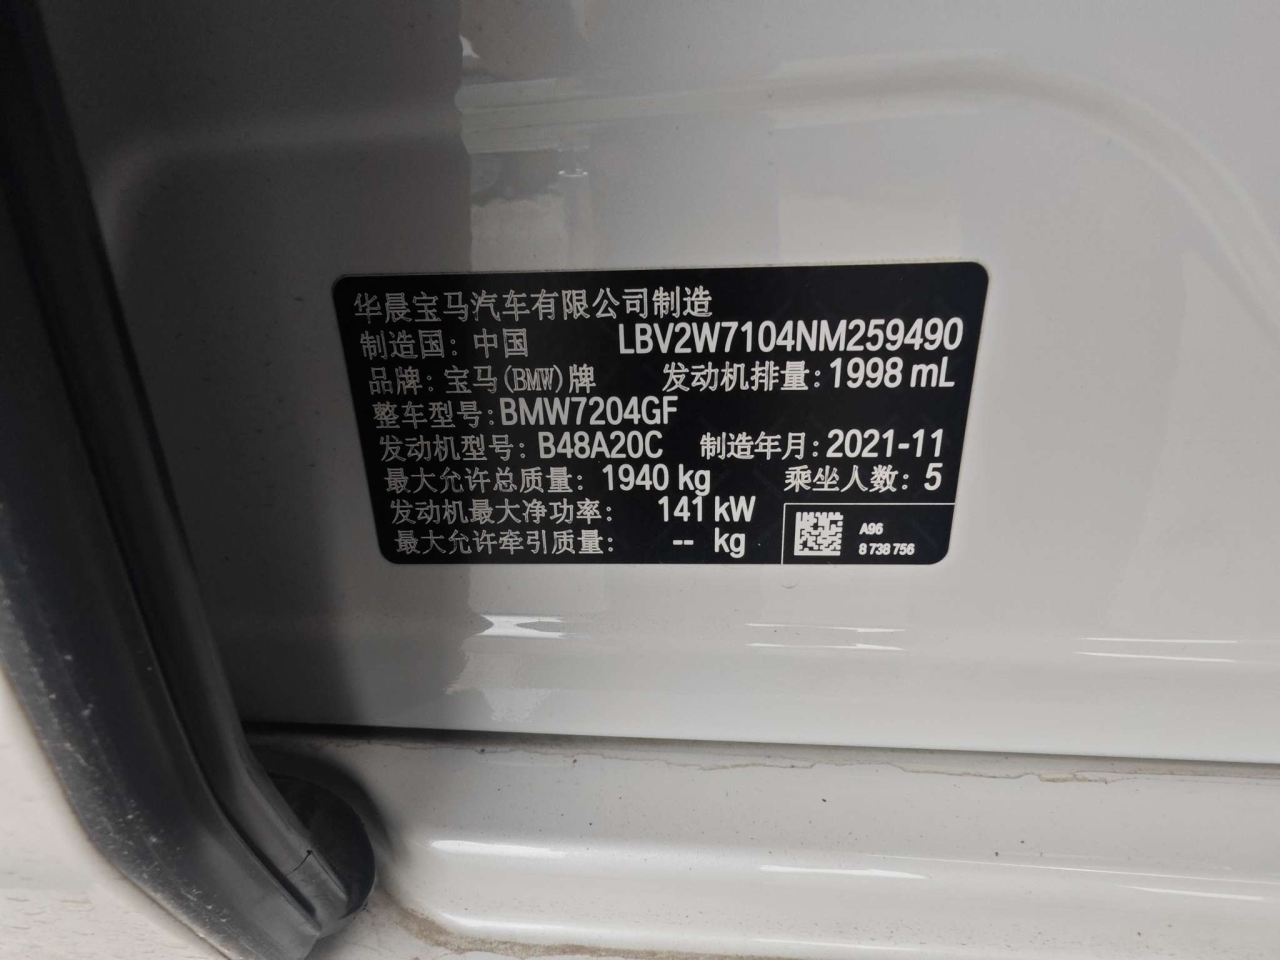 华晨宝马汽车有限公司制造
制造国：中国 LBV2W7104NM259490
品牌：宝马(BMW)牌 发动机排量：1998 mL
整车型号：BMW7204GF
发动机型号：B48A20C 制造年月：2021-11
最大允许总质量：1940 kg 乘坐人数：5
发动机最大净功率：141 kW
最大允许牵引质量：-- kg
A96
8 738 756